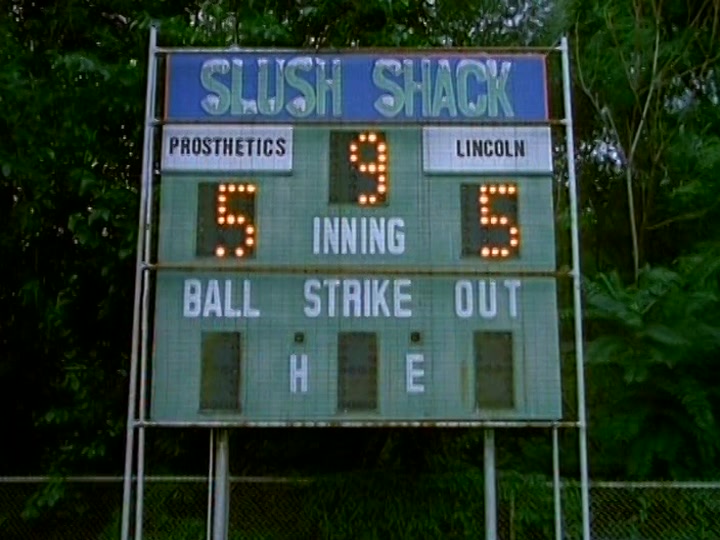 SLUSH SHACK
PROSTHETICS 9 LINCOLN
5 INNING 5
BALL STRIKE OUT
H E